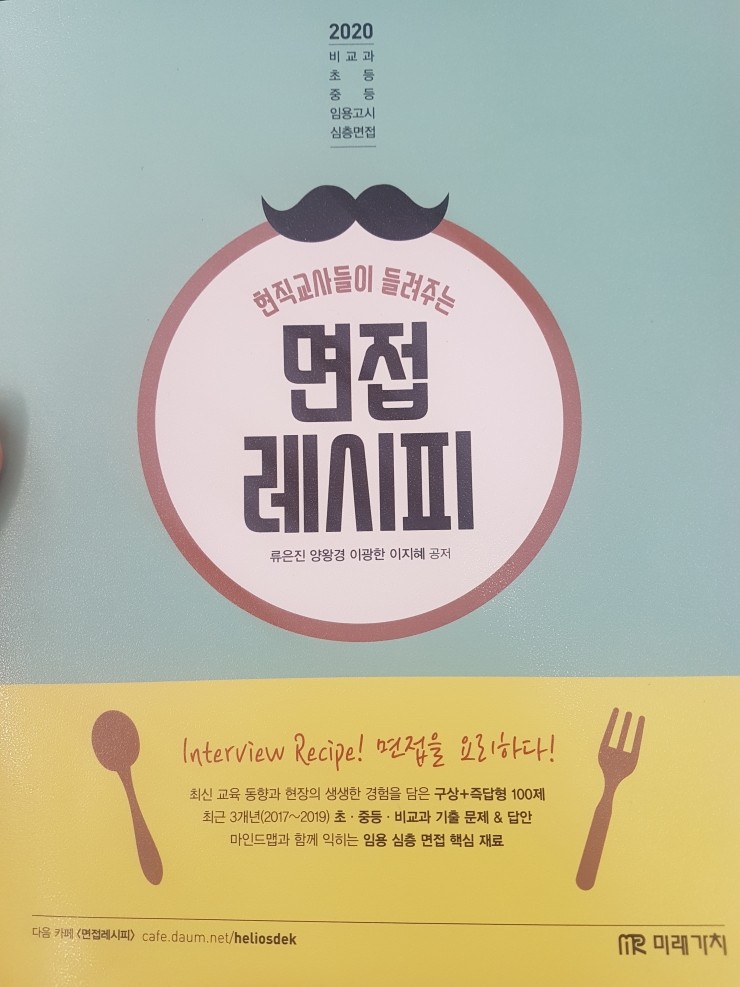 2020
비교과
초등
중등
임용고시
심층면접
현직교사들이 들려주는
면접
레시피
류은진 양왕경 이광한 이지혜 공저
Interview Recipe! 면접을 요리하다!
최신 교육 동향과 현장의 생생한 경험을 담은 구상+즉답형 100제
최근 3개년(2017~2019) 초·중등·비교과 기출 문제 & 답안
마인드맵과 함께 익히는 임용 심층 면접 핵심 재료
다음 카페 <면접레시피> cafe.daum.net/heliosdek
MR 미래가치